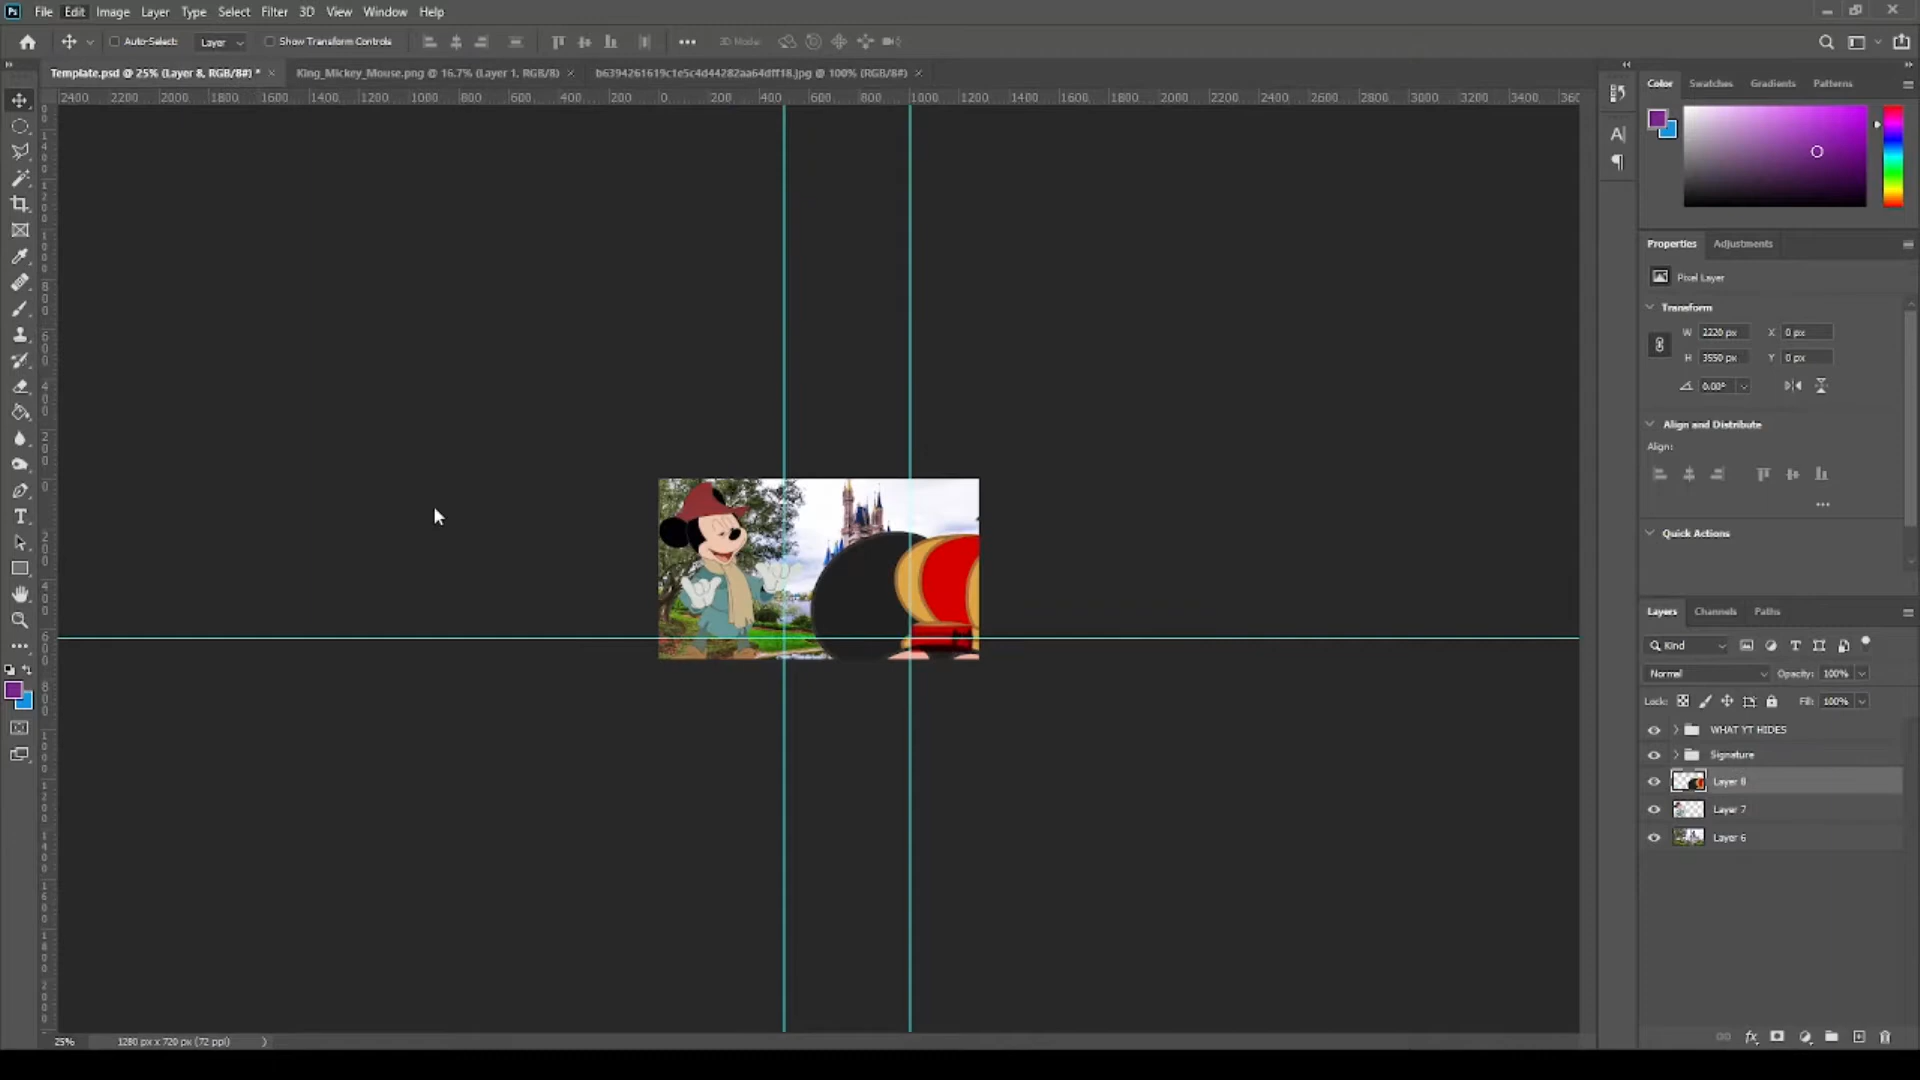 Ps File Edit Image Layer Type Select Filter 3D View Window Help
Auto-Select: Layer Show Transform Controls 3D Mode:
Template.psd @ 25% (Layer 8, RGB/8#) * King_Mickey_Mouse.png @ 16.7% (Layer 1, RGB/8) b6394261619c1e5c4d44282aa64dff18.jpg @ 100% (RGB/8#)
2400 2200 2000 1800 1600 1400 1200 1000 800 600 400 200 0 200 400 600 800 1000 1200 1400 1600 1800 2000 2200 2400 2600 2800 3000 3200 3400
Color Swatches Gradients Patterns
Properties Adjustments
Pixel Layer
Transform
W 2220 px X 0 px
H 3550 px Y 0 px
0.00°
Align and Distribute
Align:
Quick Actions
Layers Channels Paths
Kind
Normal Opacity: 100%
Lock: Fill: 100%
WHAT YT HIDES
Signature
Layer 8
Layer 7
Layer 6
25% 1280 px x 720 px (72 ppi)